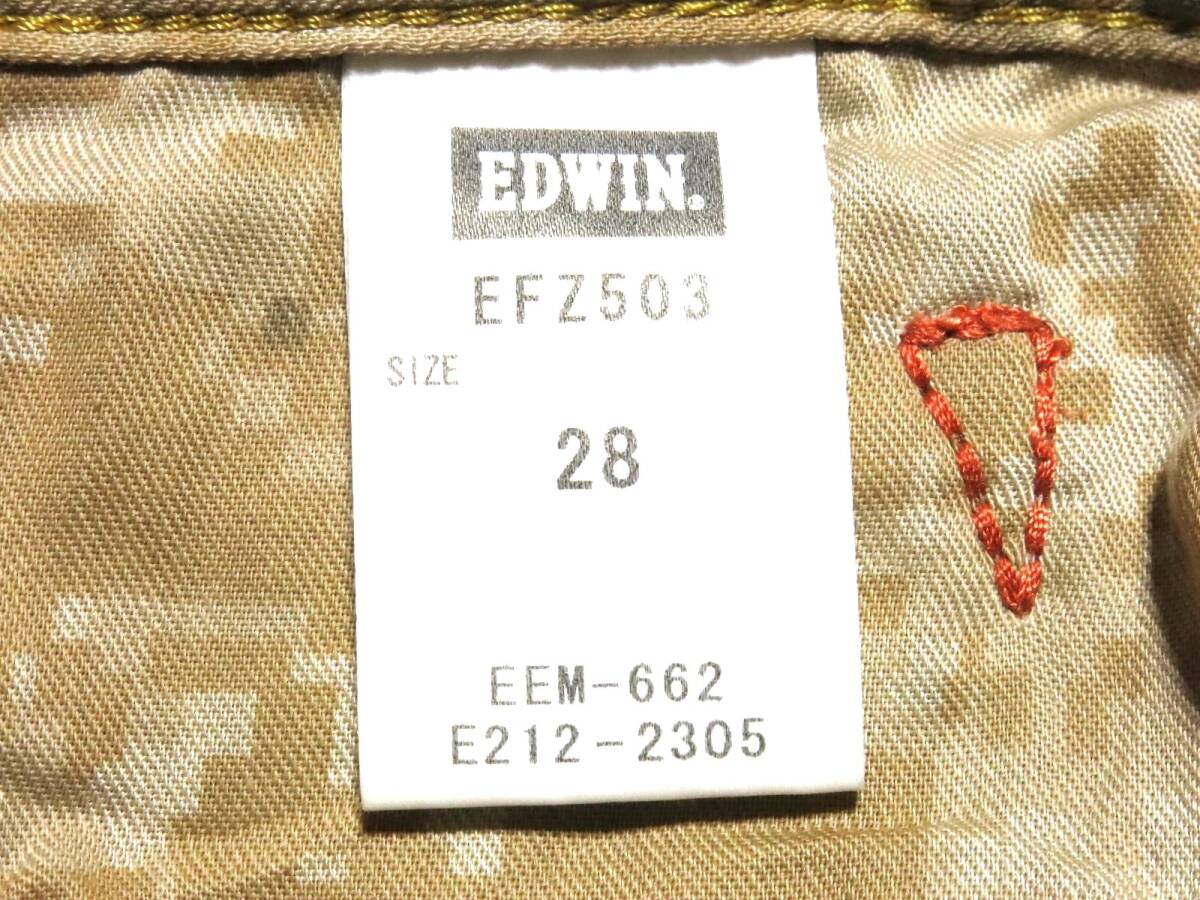 EDWIN.
EFZ503
SIZE
28
EEM-662
E212-2305